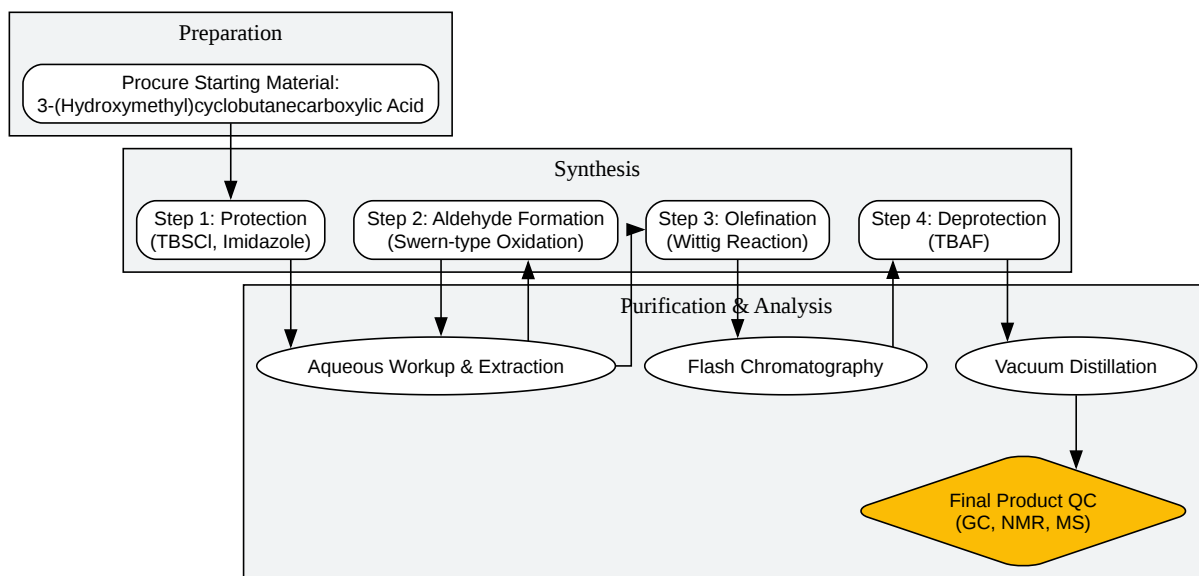 Preparation
Procure Starting Material:
3-(Hydroxymethyl)cyclobutanecarboxylic Acid
Synthesis
Step 1: Protection
(TBSCl, Imidazole)
Step 2: Aldehyde Formation
(Swern-type Oxidation)
Step 3: Olefination
(Wittig Reaction)
Step 4: Deprotection
(TBAF)
Purification & Analysis
Aqueous Workup & Extraction
Flash Chromatography
Vacuum Distillation
Final Product QC
(GC, NMR, MS)